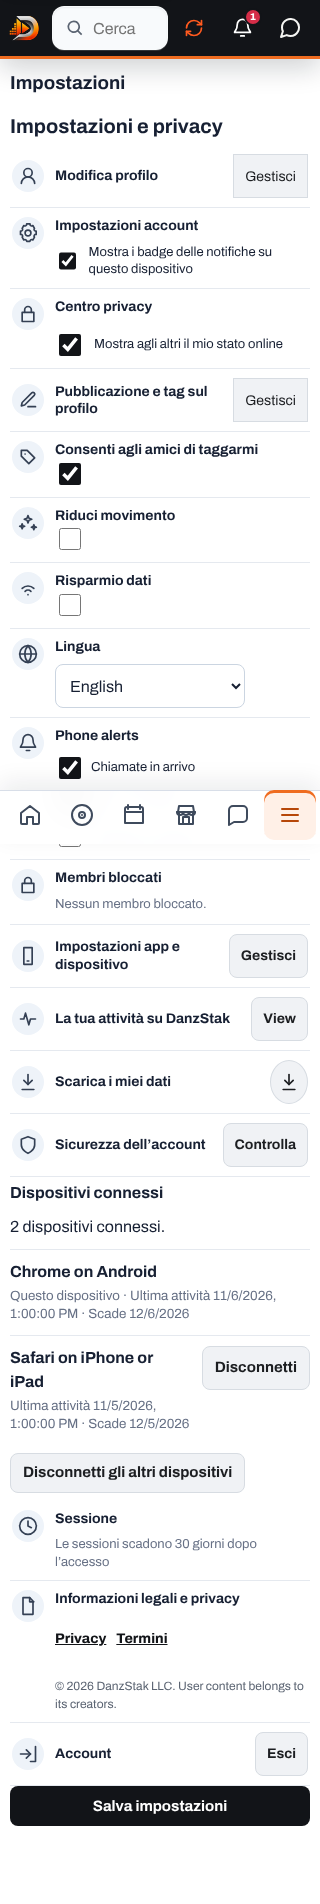 Cerca
1
Impostazioni
Impostazioni e privacy
Modifica profilo
Gestisci
Impostazioni account
Mostra i badge delle notifiche su
questo dispositivo
Centro privacy
Mostra agli altri il mio stato online
Pubblicazione e tag sul
profilo
Gestisci
Consenti agli amici di taggarmi
Riduci movimento
Risparmio dati
Lingua
English
Phone alerts
Chiamate in arrivo
Membri bloccati
Nessun membro bloccato.
Impostazioni app e
dispositivo
Gestisci
La tua attività su DanzStak
View
Scarica i miei dati
Sicurezza dell’account
Controlla
Dispositivi connessi
2 dispositivi connessi.
Chrome on Android
Questo dispositivo · Ultima attività 11/6/2026,
1:00:00 PM · Scade 12/6/2026
Safari on iPhone or
iPad
Disconnetti
Ultima attività 11/5/2026,
1:00:00 PM · Scade 12/5/2026
Disconnetti gli altri dispositivi
Sessione
Le sessioni scadono 30 giorni dopo
l’accesso
Informazioni legali e privacy
Privacy Termini
© 2026 DanzStak LLC. User content belongs to
its creators.
Account
Esci
Salva impostazioni